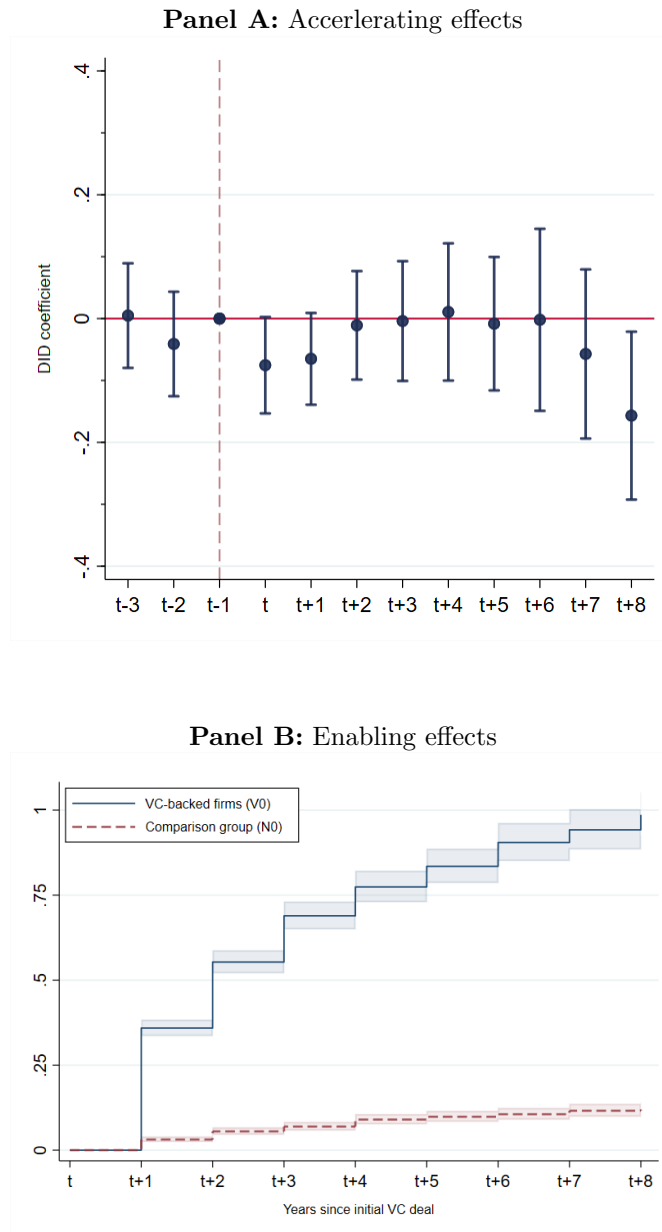 Panel A: Accerlerating effects
.4
.2
0
-.2
-.4
DID coefficient
t-3 t-2 t-1 t t+1 t+2 t+3 t+4 t+5 t+6 t+7 t+8
Panel B: Enabling effects
VC-backed firms (V0)
Comparison group (N0)
1
.75
.5
.25
0
t t+1 t+2 t+3 t+4 t+5 t+6 t+7 t+8
Years since initial VC deal